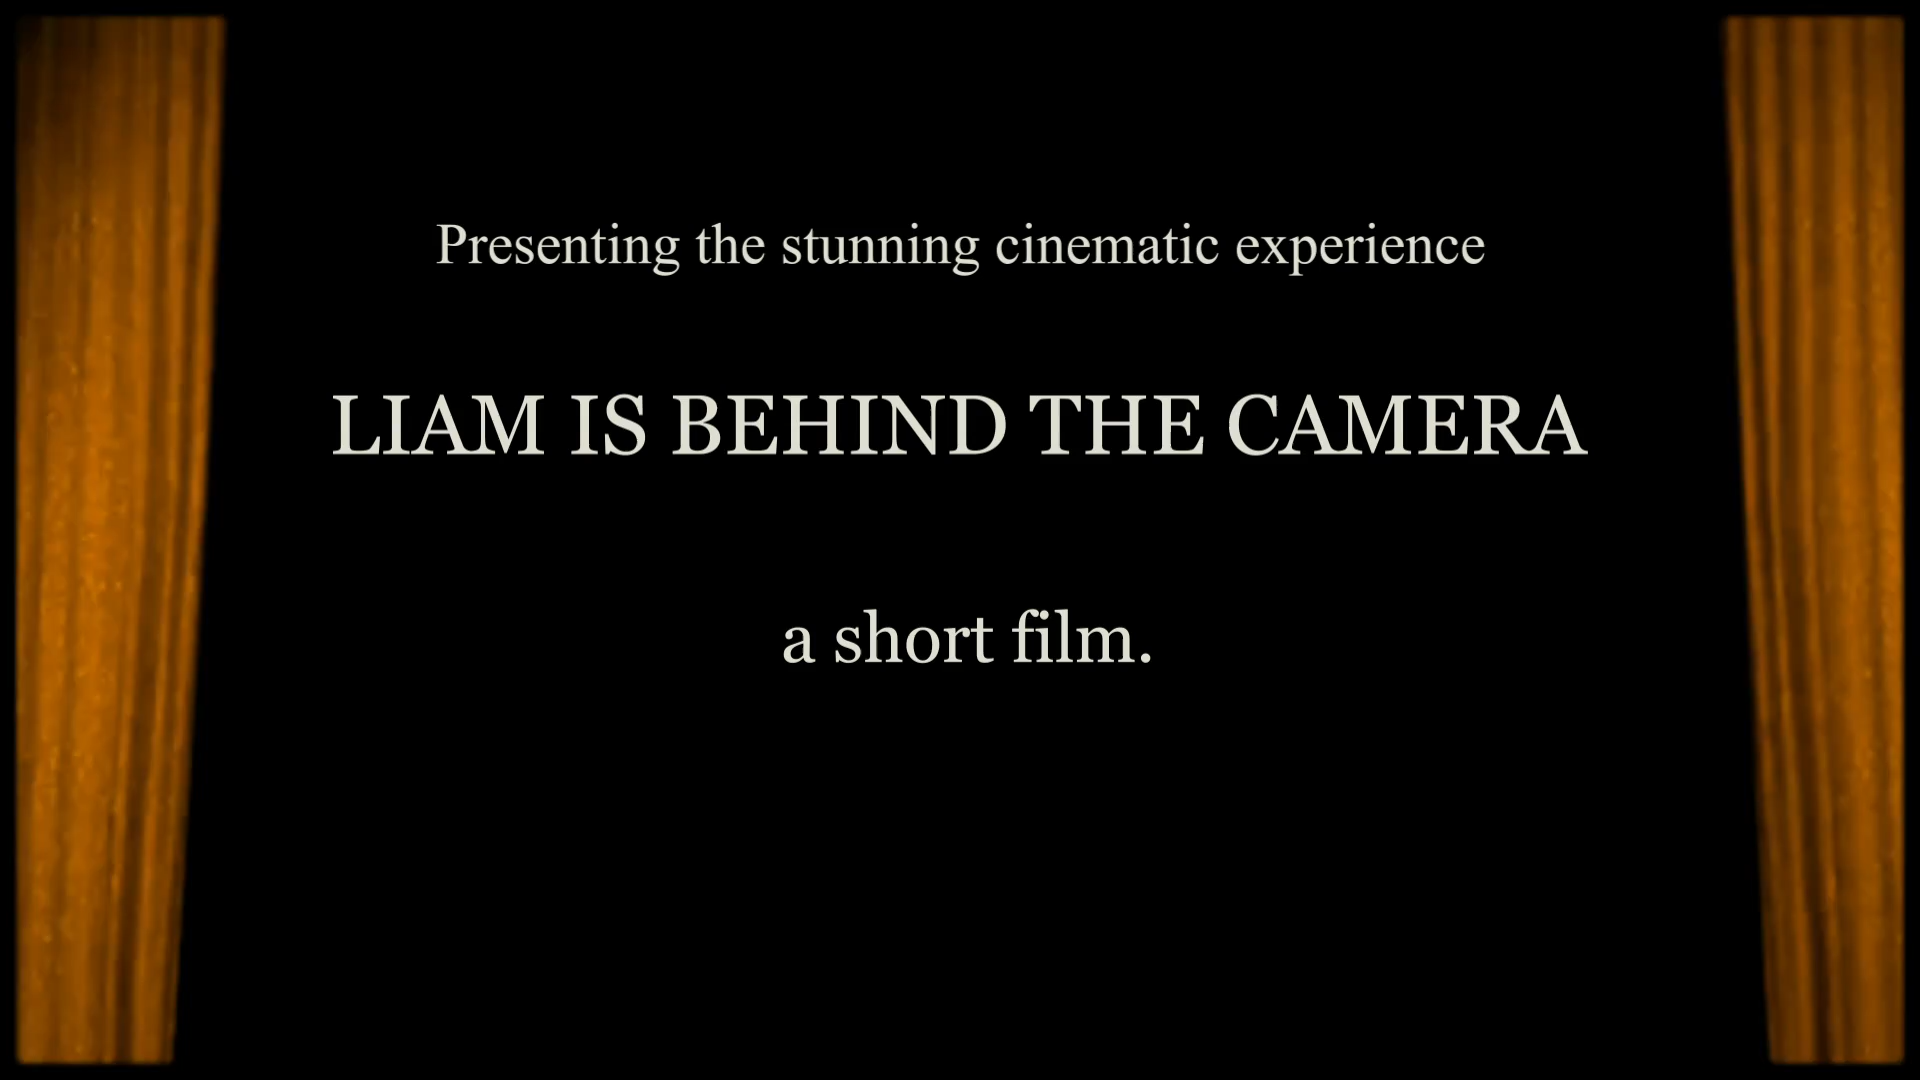 Presenting the stunning cinematic experience
LIAM IS BEHIND THE CAMERA
a short film.